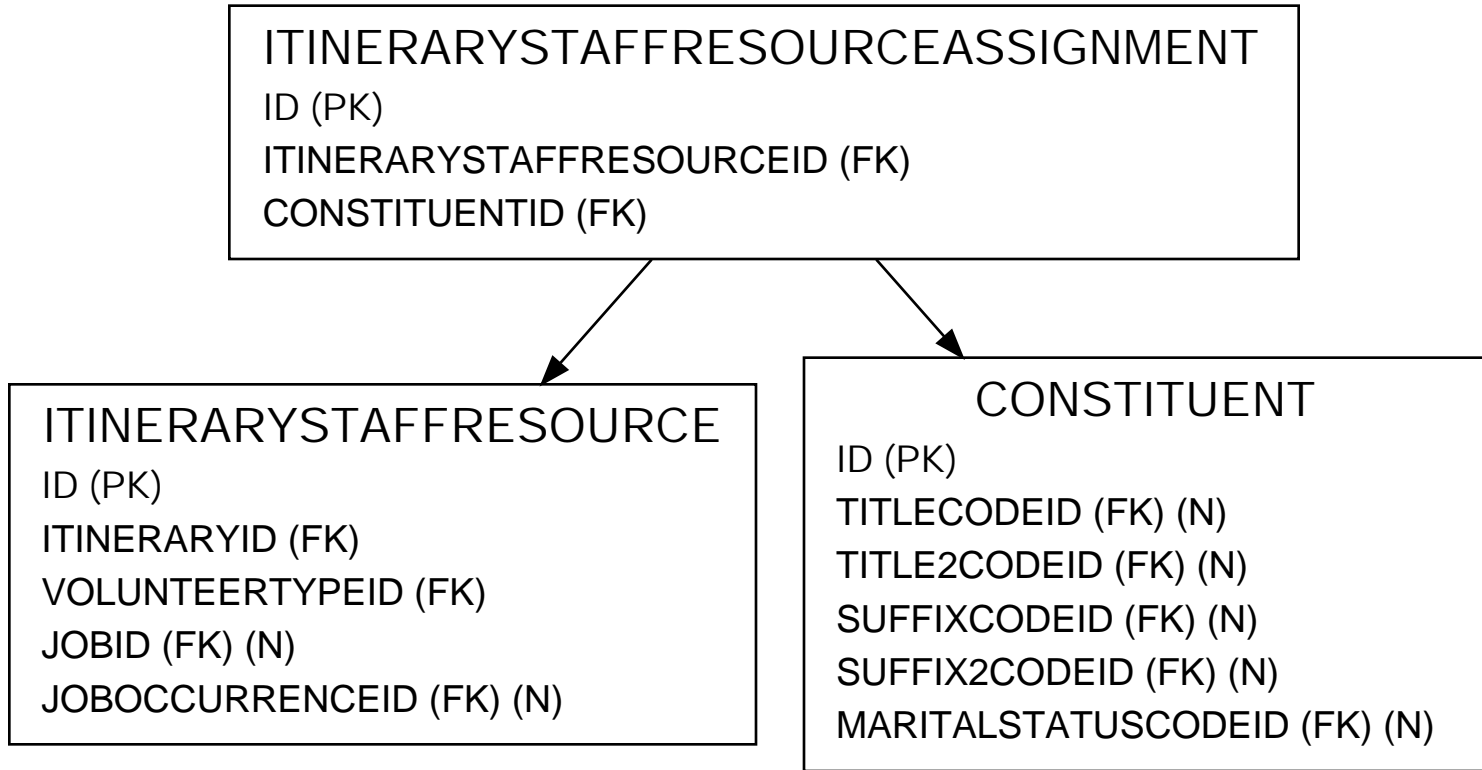 ITINERARYSTAFFRESOURCEASSIGNMENT
ID (PK)
ITINERARYSTAFFRESOURCEID (FK)
CONSTITUENTID (FK)
ITINERARYSTAFFRESOURCE
ID (PK)
ITINERARYID (FK)
VOLUNTEERTYPEID (FK)
JOBID (FK) (N)
JOBOCCURRENCEID (FK) (N)
CONSTITUENT
ID (PK)
TITLECODEID (FK) (N)
TITLE2CODEID (FK) (N)
SUFFIXCODEID (FK) (N)
SUFFIX2CODEID (FK) (N)
MARITALSTATUSCODEID (FK) (N)